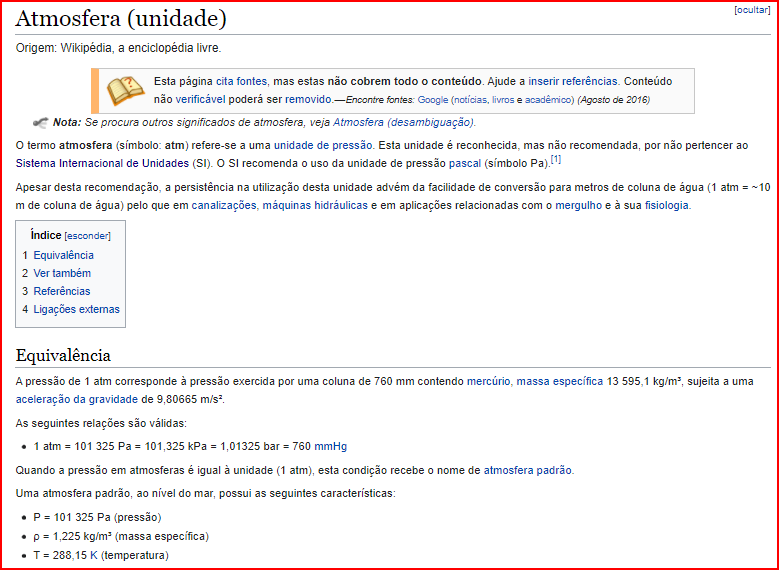 [ocultar]
Atmosfera (unidade)
Origem: Wikipédia, a enciclopédia livre.
Esta página cita fontes, mas estas não cobrem todo o conteúdo. Ajude a inserir referências. Conteúdo
não verificável poderá ser removido.—Encontre fontes: Google (notícias, livros e acadêmico) (Agosto de 2016)
Nota: Se procura outros significados de atmosfera, veja Atmosfera (desambiguação).
O termo atmosfera (símbolo: atm) refere-se a uma unidade de pressão. Esta unidade é reconhecida, mas não recomendada, por não pertencer ao
Sistema Internacional de Unidades (SI). O SI recomenda o uso da unidade de pressão pascal (símbolo Pa).[1]
Apesar desta recomendação, a persistência na utilização desta unidade advém da facilidade de conversão para metros de coluna de água (1 atm = ~10
m de coluna de água) pelo que em canalizações, máquinas hidráulicas e em aplicações relacionadas com o mergulho e à sua fisiologia.
Índice [esconder]
1 Equivalência
2 Ver também
3 Referências
4 Ligações externas
Equivalência
A pressão de 1 atm corresponde à pressão exercida por uma coluna de 760 mm contendo mercúrio, massa específica 13 595,1 kg/m³, sujeita a uma
aceleração da gravidade de 9,80665 m/s².
As seguintes relações são válidas:
• 1 atm = 101 325 Pa = 101,325 kPa = 1,01325 bar = 760 mmHg
Quando a pressão em atmosferas é igual à unidade (1 atm), esta condição recebe o nome de atmosfera padrão.
Uma atmosfera padrão, ao nível do mar, possui as seguintes características:
• P = 101 325 Pa (pressão)
• ρ = 1,225 kg/m³ (massa específica)
• T = 288,15 K (temperatura)